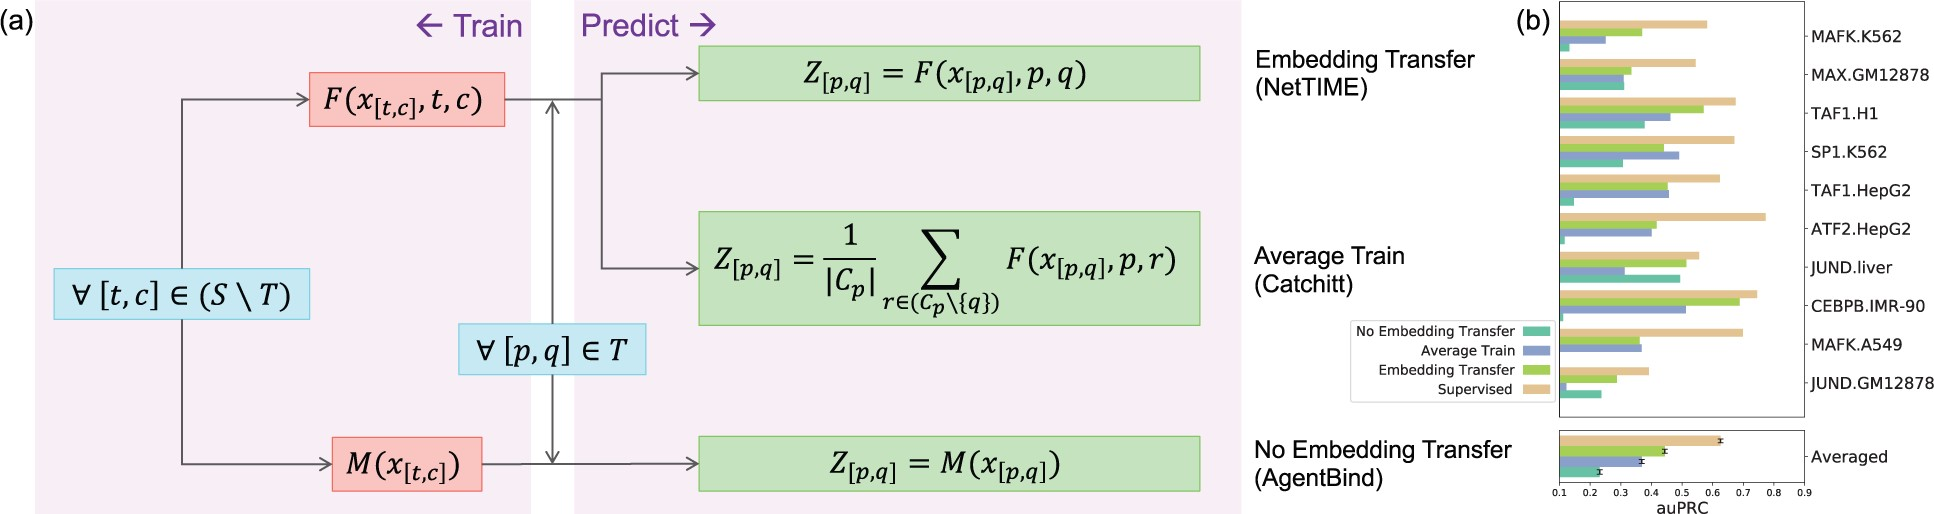 (a)
← Train
Predict →
F(x[t,c], t, c)
Z[p,q] = F(x[p,q], p, q)
Embedding Transfer
(NetTIME)
∀ [t, c] ∈ (S \ T)
∀ [p, q] ∈ T
Z[p,q] = 1/|Cp| ∑ r∈(Cp\{q}) F(x[p,q], p, r)
Average Train
(Catchitt)
M(x[t,c])
Z[p,q] = M(x[p,q])
No Embedding Transfer
(AgentBind)
(b)
MAFK.K562
MAX.GM12878
TAF1.H1
SP1.K562
TAF1.HepG2
ATF2.HepG2
JUND.liver
CEBPB.IMR-90
MAFK.A549
JUND.GM12878
No Embedding Transfer
Average Train
Embedding Transfer
Supervised
Averaged
0.1 0.2 0.3 0.4 0.5 0.6 0.7 0.8 0.9
auPRC